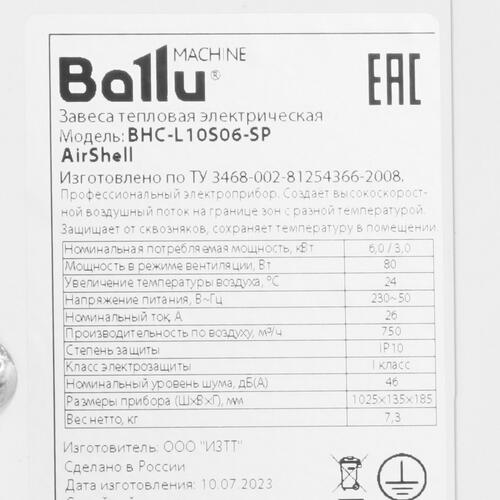 MACHINE
Ballu®
EAC
Завеса тепловая электрическая
Модель: BHC-L10S06-SP
AirShell
Изготовлено по ТУ 3468-002-81254366-2008.
Профессиональный электроприбор. Создает высокоскорост-
ной воздушный поток на границе зон с разной температурой.
Защищает от сквозняков, сохраняет температуру в помещении.
Номинальная потребляемая мощность, кВт 6,0 / 3,0
Мощность в режиме вентиляции, Вт 80
Увеличение температуры воздуха, °С 24
Напряжение питания, В~Гц 230~50
Номинальный ток, А 26
Производительность по воздуху, м³/ч 750
Степень защиты IP10
Класс электрозащиты I класс
Номинальный уровень шума, дБ(А) 46
Размеры прибора (Ш×В×Г), мм 1025×135×185
Вес нетто, кг 7,3
Изготовитель: ООО "ИЗТТ"
Сделано в России
Дата изготовления: 10.07.2023